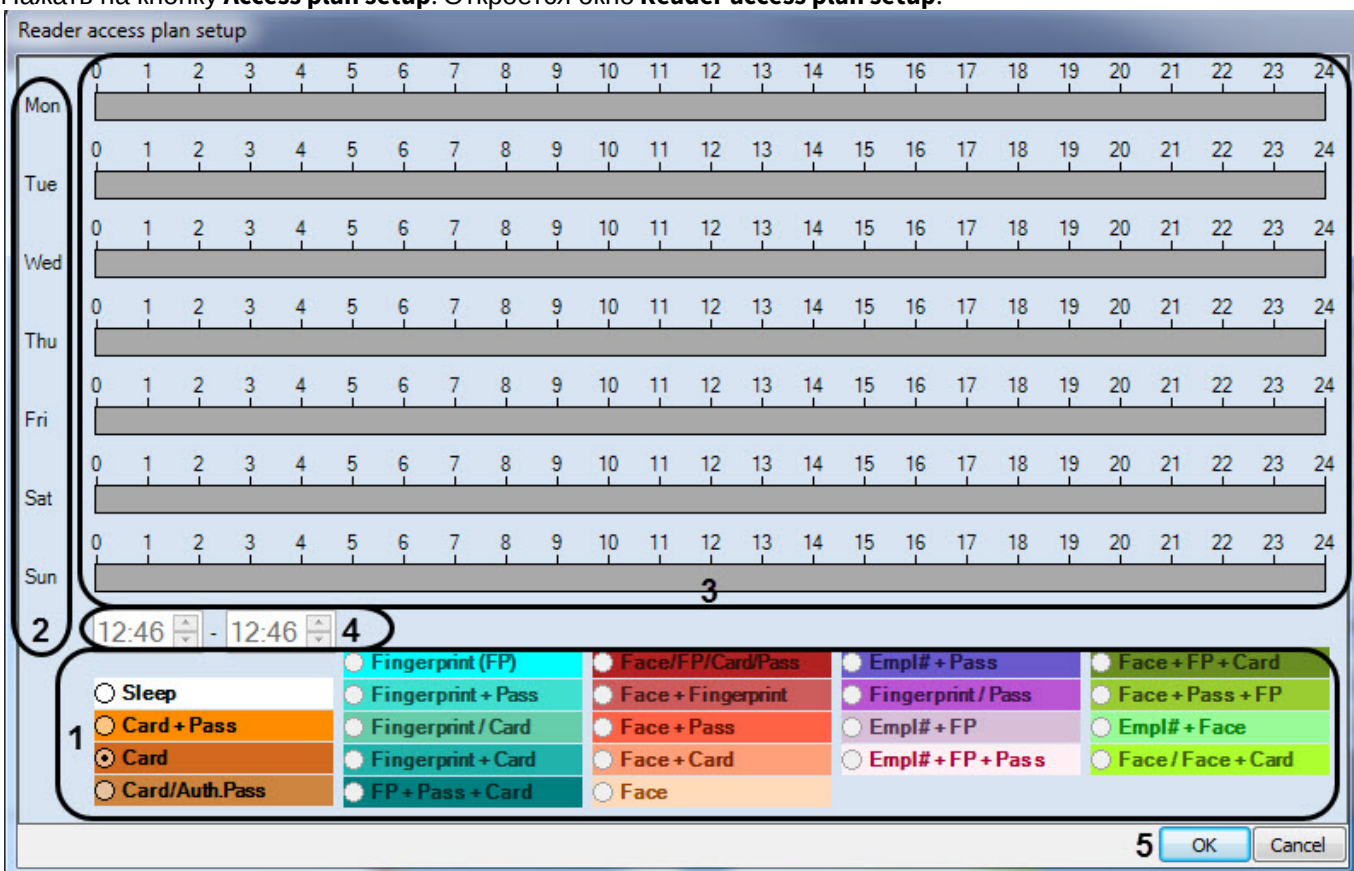 Нажать на кнопку Access plan setup. Откроется окно Reader access plan setup.
Reader access plan setup
0 1 2 3 4 5 6 7 8 9 10 11 12 13 14 15 16 17 18 19 20 21 22 23 24
Mon
0 1 2 3 4 5 6 7 8 9 10 11 12 13 14 15 16 17 18 19 20 21 22 23 24
Tue
0 1 2 3 4 5 6 7 8 9 10 11 12 13 14 15 16 17 18 19 20 21 22 23 24
Wed
0 1 2 3 4 5 6 7 8 9 10 11 12 13 14 15 16 17 18 19 20 21 22 23 24
Thu
0 1 2 3 4 5 6 7 8 9 10 11 12 13 14 15 16 17 18 19 20 21 22 23 24
Fri
0 1 2 3 4 5 6 7 8 9 10 11 12 13 14 15 16 17 18 19 20 21 22 23 24
Sat
0 1 2 3 4 5 6 7 8 9 10 11 12 13 14 15 16 17 18 19 20 21 22 23 24
Sun
3
2 12:46 - 12:46 4
Fingerprint (FP) Face/FP/Card/Pass Empl# + Pass Face + FP + Card
Sleep Fingerprint + Pass Face + Fingerprint Fingerprint / Pass Face + Pass + FP
Card + Pass Fingerprint / Card Face + Pass Empl# + FP Empl# + Face
1 Card Fingerprint + Card Face + Card Empl# + FP + Pass Face / Face + Card
Card/Auth.Pass FP + Pass + Card Face
5 OK Cancel